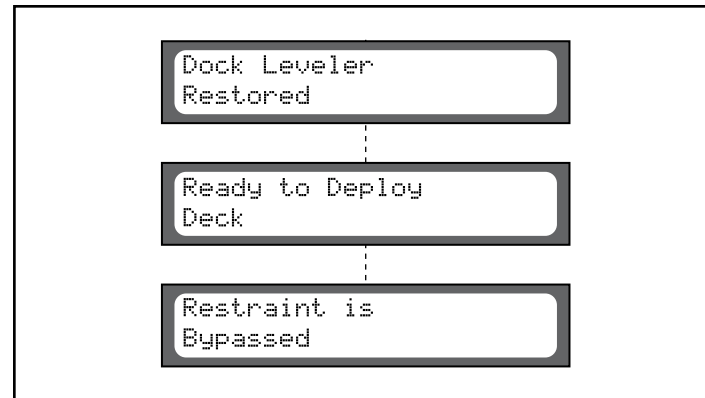 Dock Leveler
Restored
Ready to Deploy
Deck
Restraint is
Bypassed